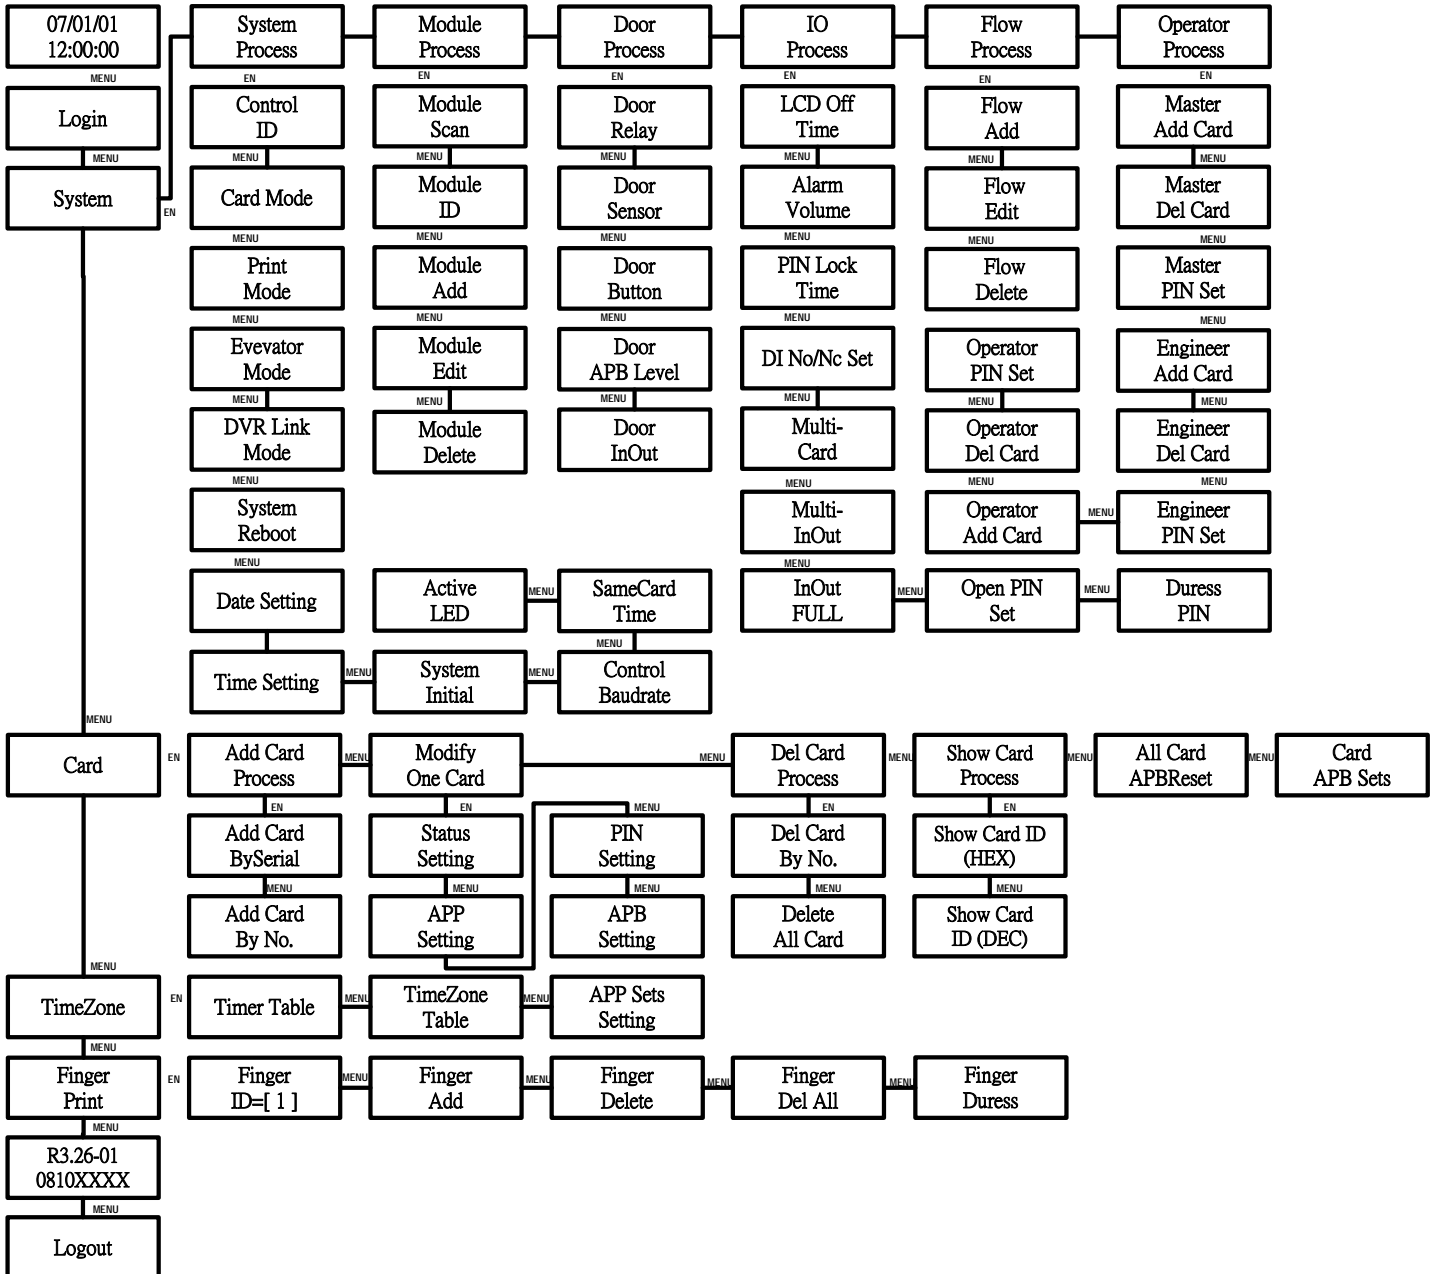 07/01/01
12:00:00
System
Process
Module
Process
Door
Process
IO
Process
Flow
Process
Operator
Process
MENU
EN
EN
EN
EN
EN
EN
Login
Control
ID
Module
Scan
Door
Relay
LCD Off
Time
Flow
Add
Master
Add Card
MENU
MENU
MENU
MENU
MENU
MENU
MENU
System
EN
Card Mode
Module
ID
Door
Sensor
Alarm
Volume
Flow
Edit
Master
Del Card
MENU
MENU
MENU
MENU
MENU
MENU
Print
Mode
Module
Add
Door
Button
PIN Lock
Time
Flow
Delete
Master
PIN Set
MENU
MENU
MENU
MENU
MENU
Evevator
Mode
Module
Edit
Door
APB Level
DI No/Nc Set
Operator
PIN Set
Engineer
Add Card
MENU
MENU
MENU
MENU
MENU
MENU
DVR Link
Mode
Module
Delete
Door
InOut
Multi-
Card
Operator
Del Card
Engineer
Del Card
MENU
MENU
MENU
MENU
System
Reboot
Multi-
InOut
Operator
Add Card
MENU
Engineer
PIN Set
MENU
MENU
Date Setting
Active
LED
MENU
SameCard
Time
InOut
FULL
MENU
Open PIN
Set
MENU
Duress
PIN
MENU
Time Setting
MENU
System
Initial
MENU
Control
Baudrate
MENU
Card
EN
Add Card
Process
MENU
Modify
One Card
MENU
Del Card
Process
MENU
Show Card
Process
MENU
All Card
APBReset
MENU
Card
APB Sets
EN
EN
MENU
EN
EN
Add Card
BySerial
Status
Setting
PIN
Setting
Del Card
By No.
Show Card ID
(HEX)
MENU
MENU
MENU
MENU
MENU
Add Card
By No.
APP
Setting
APB
Setting
Delete
All Card
Show Card
ID (DEC)
MENU
TimeZone
EN
Timer Table
MENU
TimeZone
Table
MENU
APP Sets
Setting
MENU
Finger
Print
EN
Finger
ID=[ 1 ]
MENU
Finger
Add
MENU
Finger
Delete
MENU
Finger
Del All
MENU
Finger
Duress
MENU
R3.26-01
0810XXXX
MENU
Logout